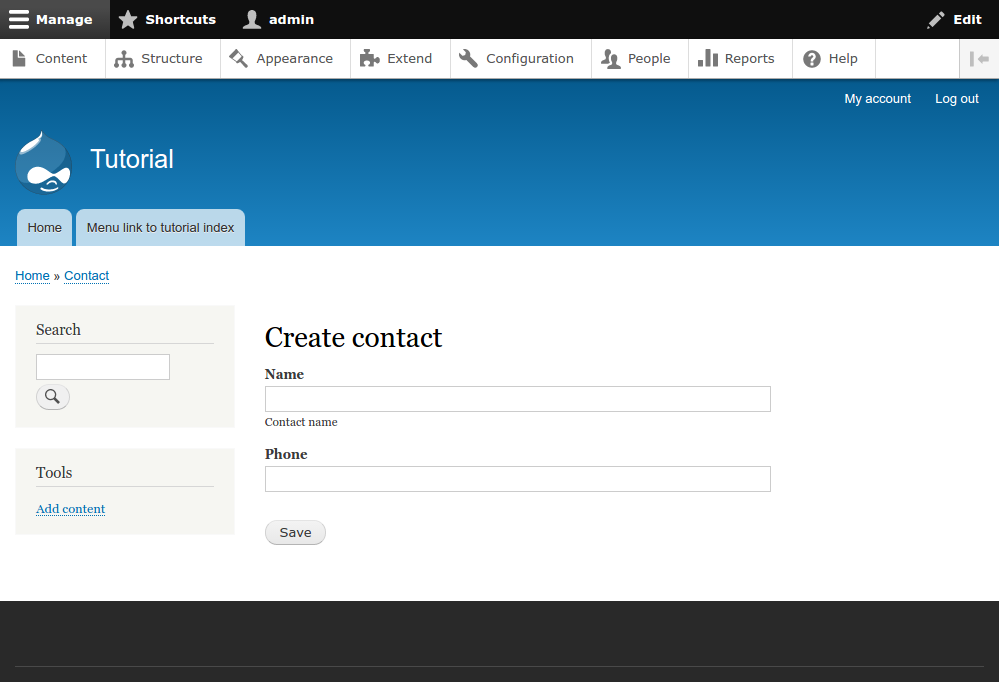 Manage Shortcuts admin Edit
Content Structure Appearance Extend Configuration People Reports Help
My account Log out
Tutorial
Home Menu link to tutorial index
Home » Contact
Search
Tools
Add content
Create contact
Name
Contact name
Phone
Save